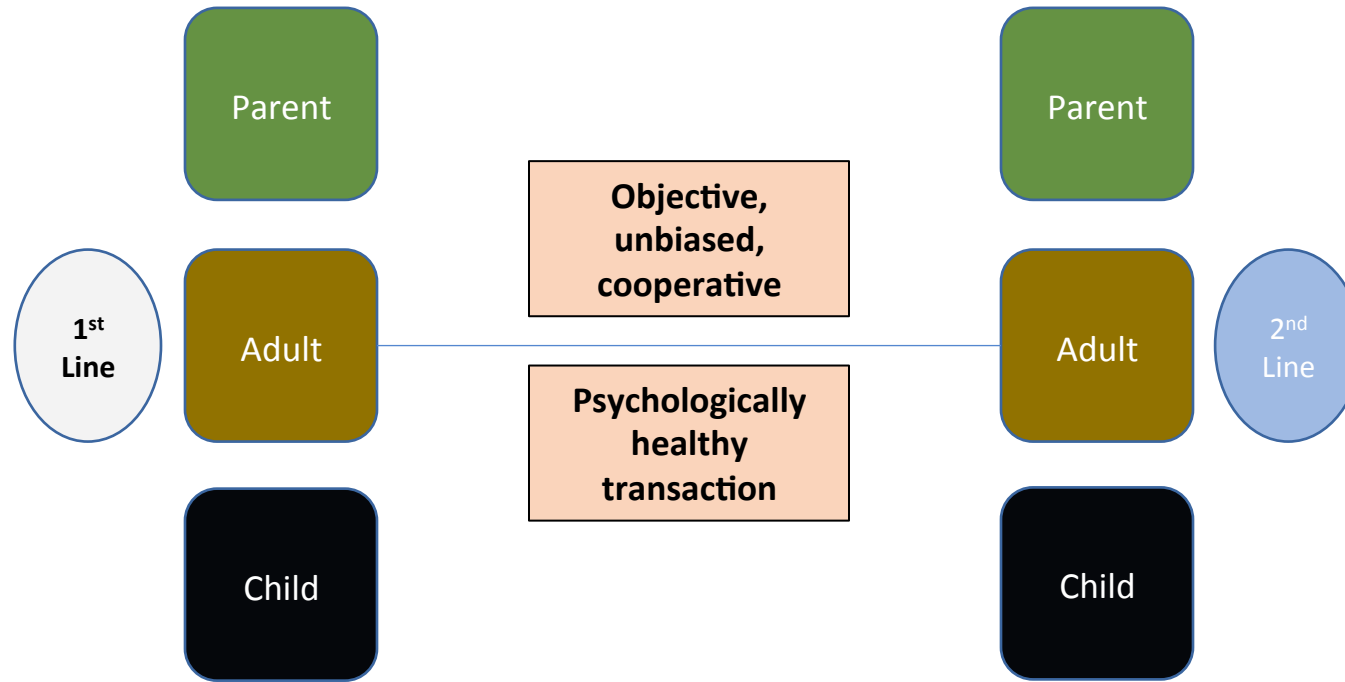 Parent
Parent
Objective,
unbiased,
cooperative
1st
Line
Adult
Adult
2nd
Line
Psychologically
healthy
transaction
Child
Child